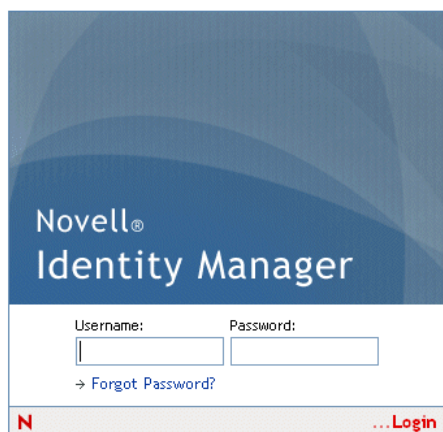 Novell®
Identity Manager
Username: Password:
→ Forgot Password?
N ...Login